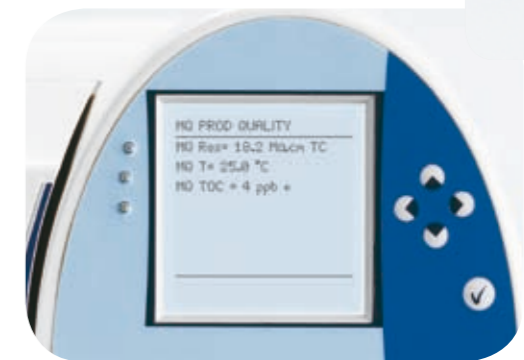 MQ PROD QUALITY
MQ Res= 18.2 MΩ.cm TC
MQ T= 25.0 °C
MQ TOC = 4 ppb *